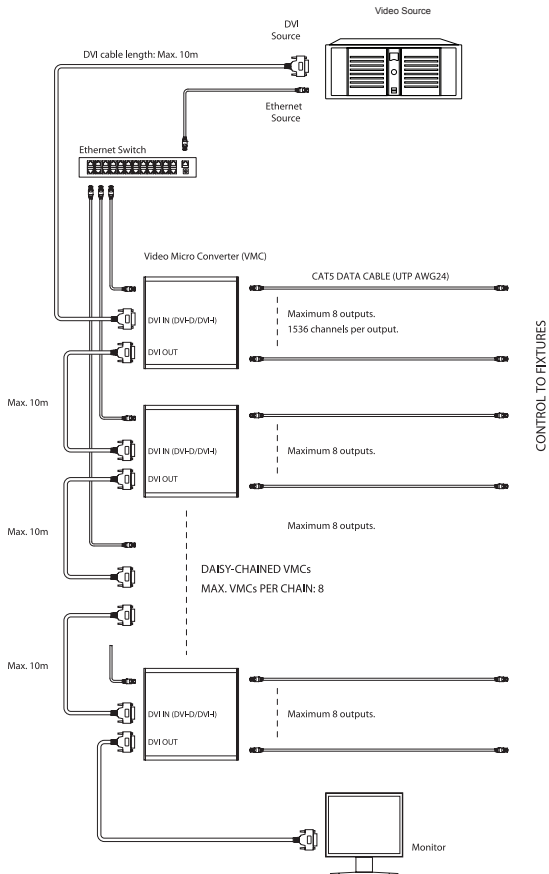 Video Source
DVI
Source
DVI cable length: Max. 10m
Ethernet
Source
Ethernet Switch
Video Micro Converter (VMC)
CAT5 DATA CABLE (UTP AWG24)
DVI IN (DVI-D/DVI-I)
Maximum 8 outputs.
1536 channels per output.
DVI OUT
CONTROL TO FIXTURES
Max. 10m
DVI IN (DVI-D/DVI-I)
Maximum 8 outputs.
DVI OUT
Max. 10m
Maximum 8 outputs.
DAISY-CHAINED VMCs
MAX. VMCs PER CHAIN: 8
Max. 10m
DVI IN (DVI-D/DVI-I)
Maximum 8 outputs.
DVI OUT
Monitor